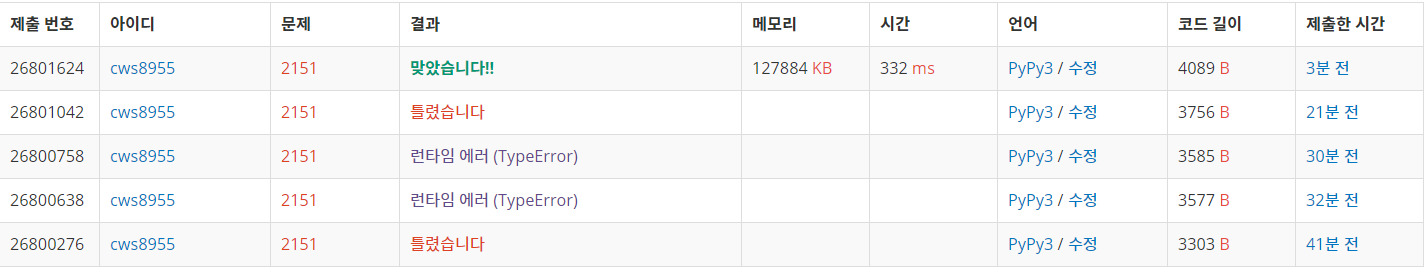 제출 번호 아이디 문제 결과 메모리 시간 언어 코드 길이 제출한 시간
26801624 cws8955 2151 맞았습니다!! 127884 KB 332 ms PyPy3 / 수정 4089 B 3분 전
26801042 cws8955 2151 틀렸습니다 PyPy3 / 수정 3756 B 21분 전
26800758 cws8955 2151 런타임 에러 (TypeError) PyPy3 / 수정 3585 B 30분 전
26800638 cws8955 2151 런타임 에러 (TypeError) PyPy3 / 수정 3577 B 32분 전
26800276 cws8955 2151 틀렸습니다 PyPy3 / 수정 3303 B 41분 전